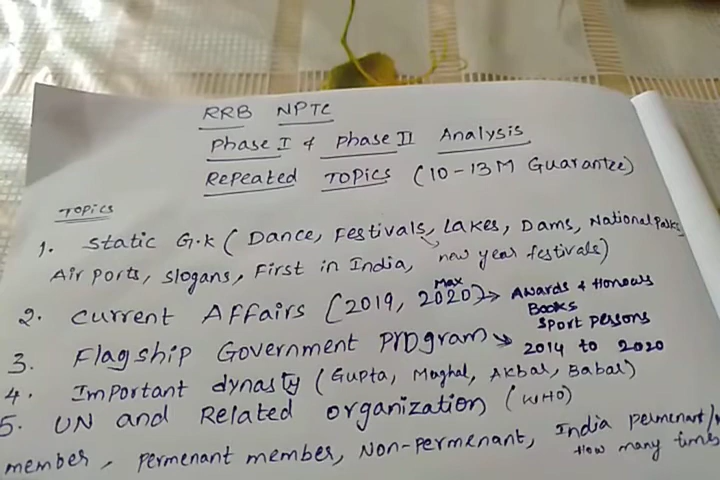 RRB NPTC
Phase I & Phase II Analysis
Repeated Topics (10-13M Guarantee)
Topics
1. Static G.K ( Dance, Festivals, Lakes, Dams, National Parks
Airports, slogans, First in India, new year festivals)
2. Current Affairs (2019, 2020) Max → Awards & Honours
Books
Sport persons
3. Flagship Government Program → 2014 to 2020
4. Important dynasty (Gupta, Mughal, Akbar, Babar)
5. UN and Related organization (WHO)
member, permenant member, Non-permenant, India permenant/
How many times